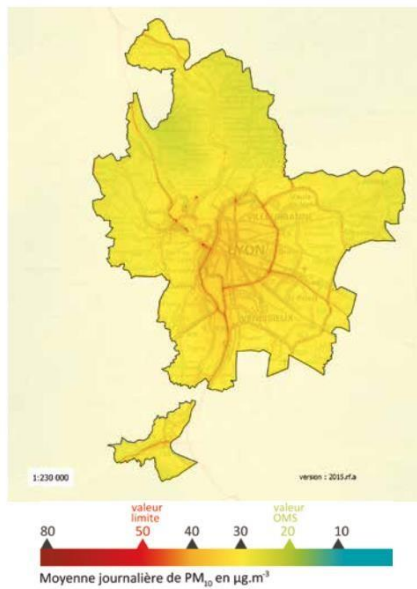 VILLEURBANNE
LYON
Vénissieux
1:230 000
version : 2015.rf.a
valeur limite
valeur OMS
80 50 40 30 20 10
Moyenne journalière de PM₁₀ en µg.m⁻³